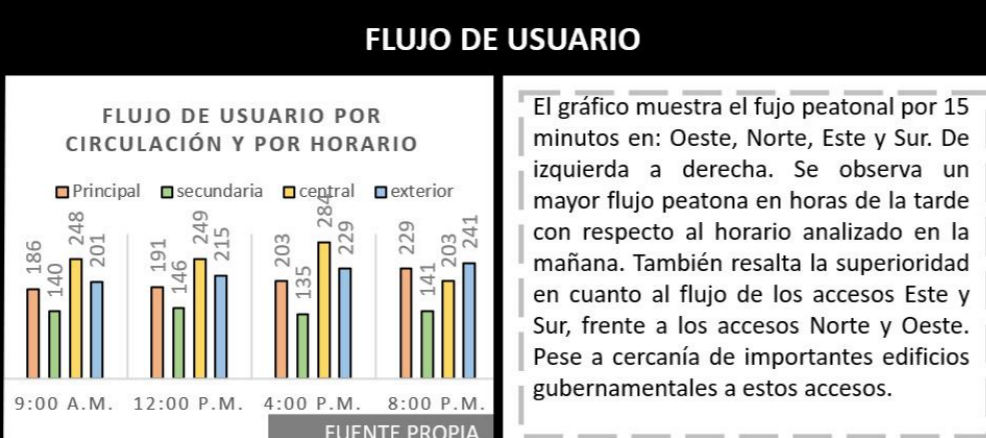 FLUJO DE USUARIO
FLUJO DE USUARIO POR
CIRCULACIÓN Y POR HORARIO
Principal secundaria central exterior
186 140 248 201
191 146 249 215
203 135 284 229
229 141 203 241
9:00 A.M. 12:00 P.M. 4:00 P.M. 8:00 P.M.
FUENTE PROPIA
El gráfico muestra el fujo peatonal por 15
minutos en: Oeste, Norte, Este y Sur. De
izquierda a derecha. Se observa un
mayor flujo peatona en horas de la tarde
con respecto al horario analizado en la
mañana. También resalta la superioridad
en cuanto al flujo de los accesos Este y
Sur, frente a los accesos Norte y Oeste.
Pese a cercanía de importantes edificios
gubernamentales a estos accesos.